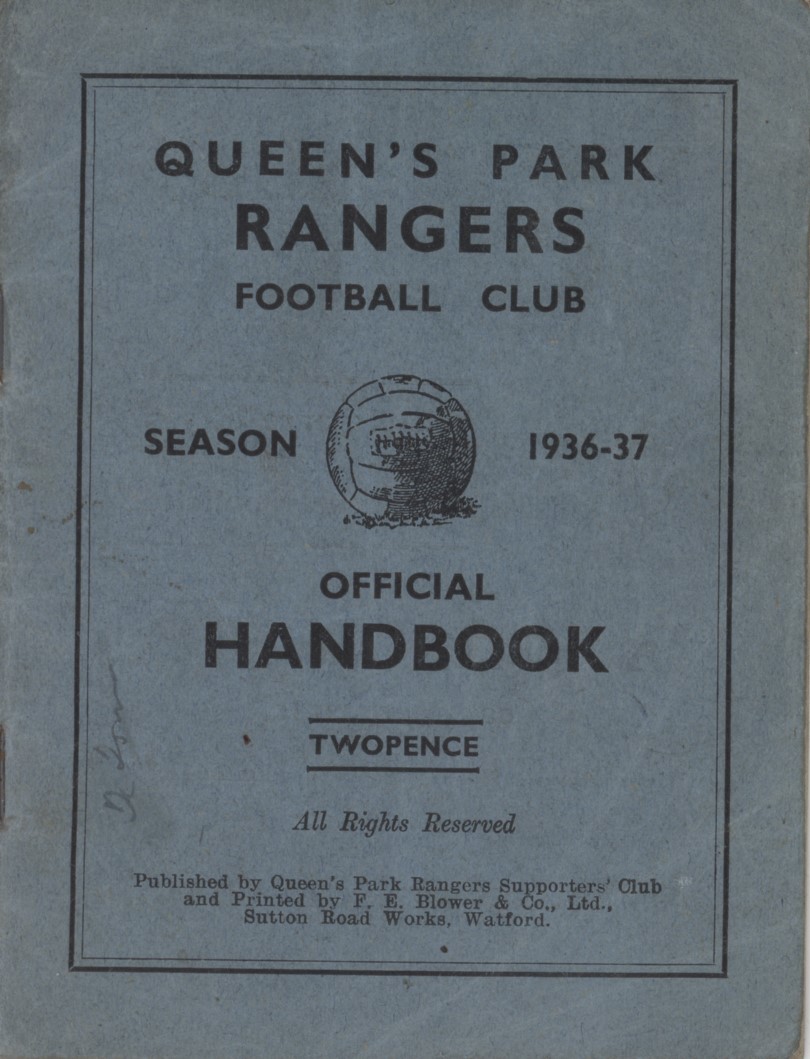 QUEEN'S PARK
RANGERS
FOOTBALL CLUB
SEASON 1936-37
OFFICIAL
HANDBOOK
TWOPENCE
All Rights Reserved
Published by Queen's Park Rangers Supporters' Club
and Printed by F. E. Blower & Co., Ltd.,
Sutton Road Works, Watford.